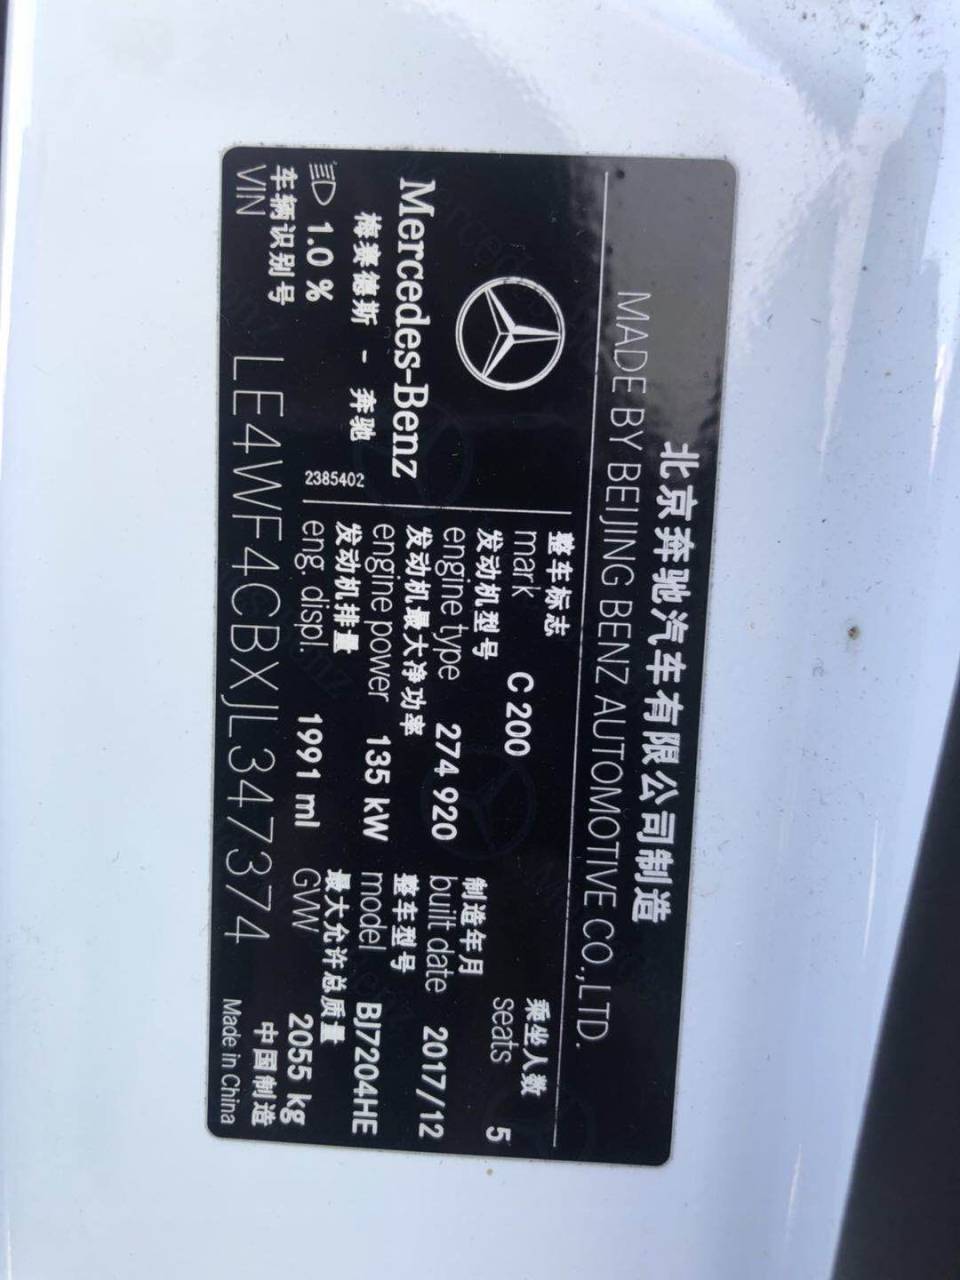 北京奔驰汽车有限公司制造
MADE BY BEIJING BENZ AUTOMOTIVE CO.,LTD.
Mercedes-Benz
梅赛德斯 - 奔驰
1.0 %
2385402
整车标志
mark C 200
乘坐人数
seats 5
发动机型号
engine type 274 920
制造年月
built date 2017/12
发动机最大净功率
engine power 135 kW
整车型号
model BJ7204HE
发动机排量
eng. displ. 1991 ml
最大允许总质量
GVW 2055 kg
车辆识别号
VIN LE4WF4CBXJL347374
中国制造
Made in China